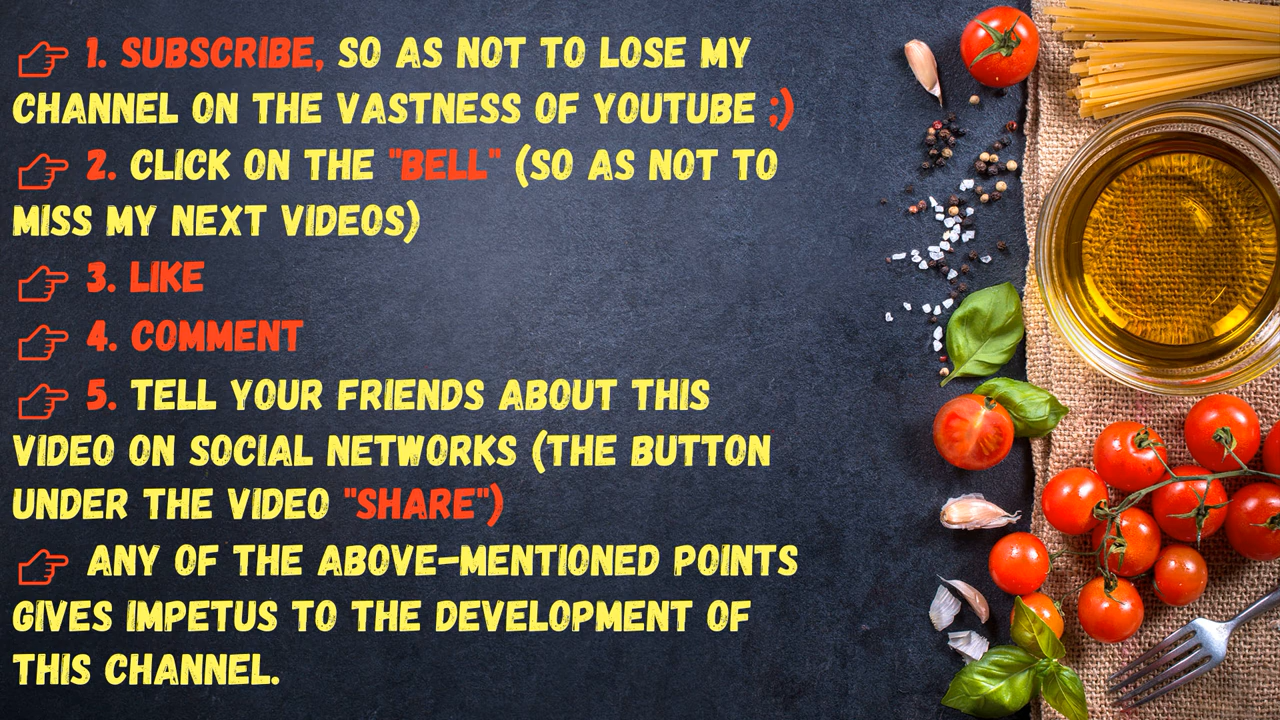 👉 1. SUBSCRIBE, SO AS NOT TO LOSE MY
CHANNEL ON THE VASTNESS OF YOUTUBE ;)
👉 2. CLICK ON THE "BELL" (SO AS NOT TO
MISS MY NEXT VIDEOS)
👉 3. LIKE
👉 4. COMMENT
👉 5. TELL YOUR FRIENDS ABOUT THIS
VIDEO ON SOCIAL NETWORKS (THE BUTTON
UNDER THE VIDEO "SHARE")
👉 ANY OF THE ABOVE-MENTIONED POINTS
GIVES IMPETUS TO THE DEVELOPMENT OF
THIS CHANNEL.